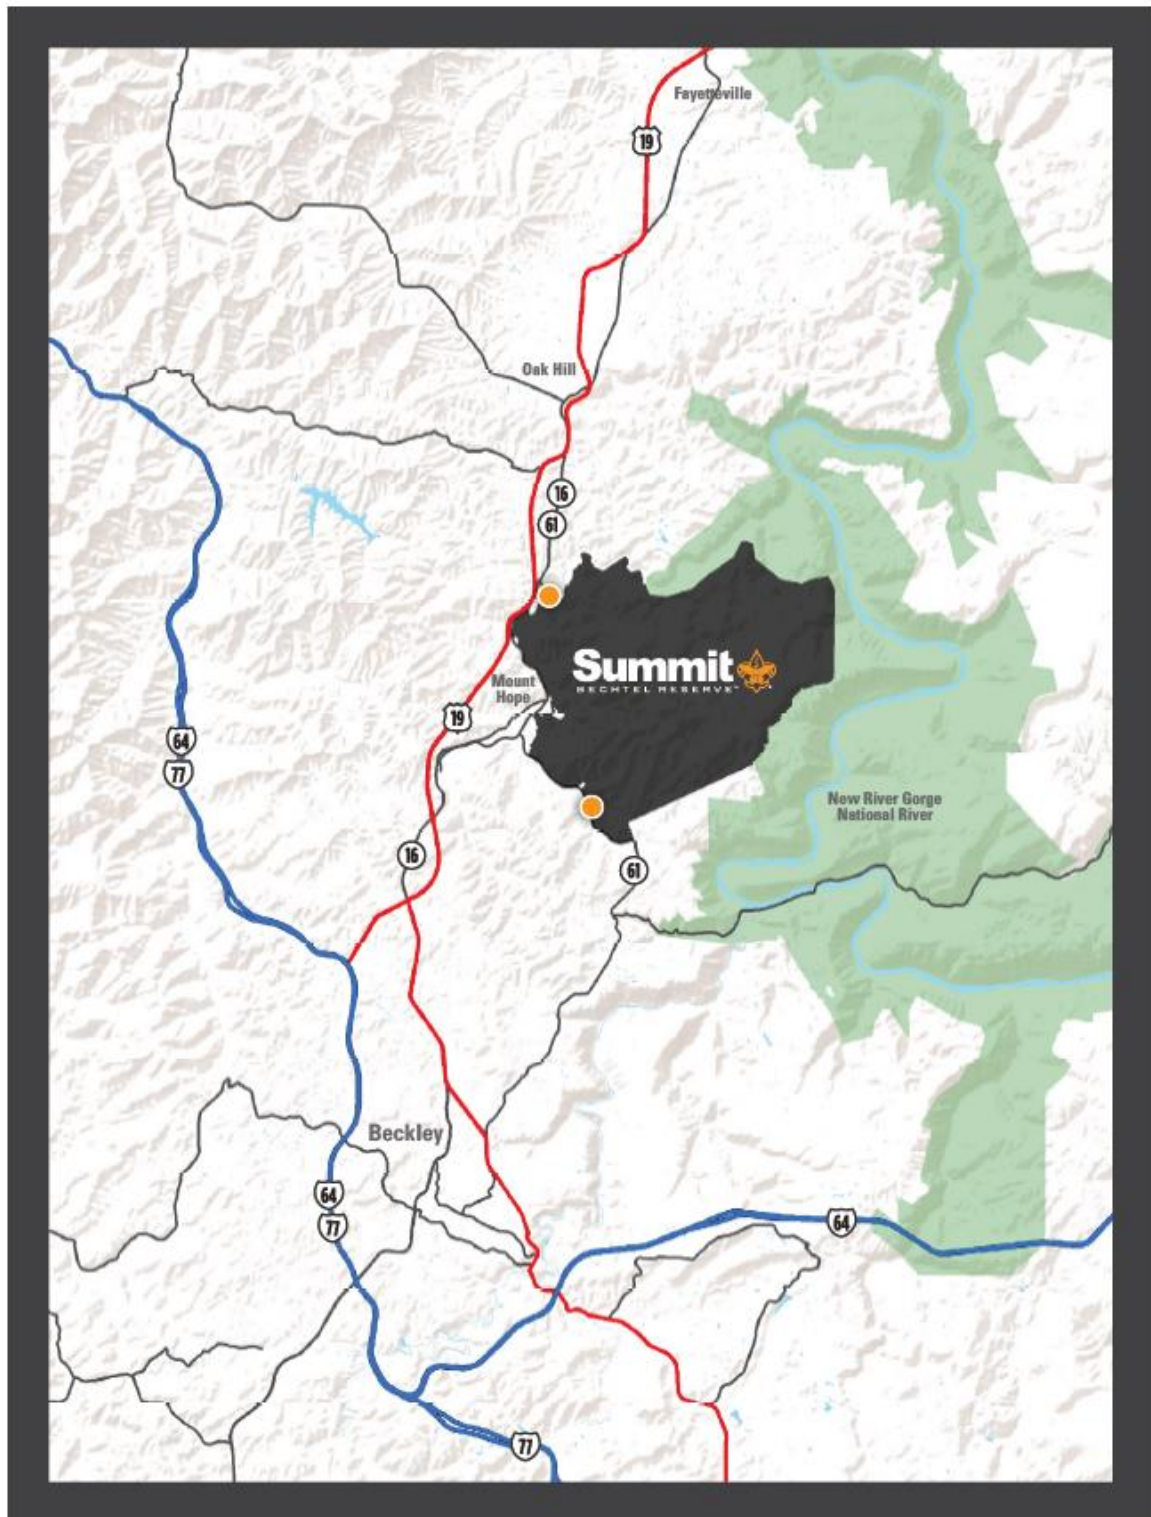 Fayetteville
19
Oak Hill
16
61
Summit
BECHTEL RESERVE
Mount
Hope
19
64
77
New River Gorge
National River
16
61
Beckley
64
77
64
77